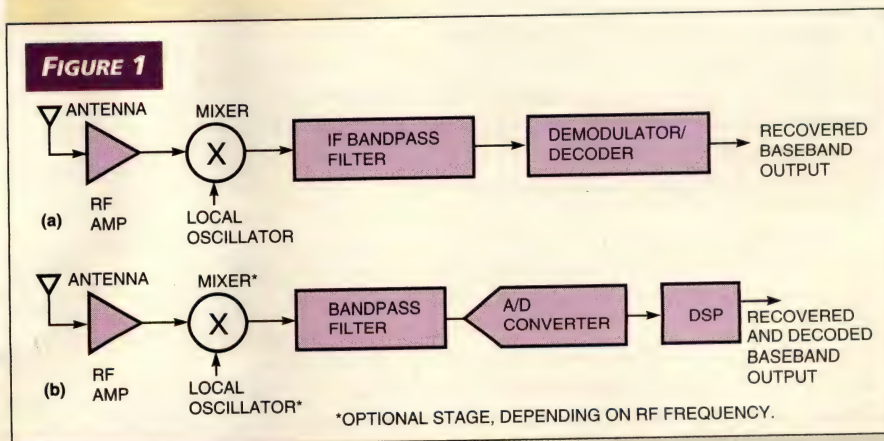 FIGURE 1
ANTENNA
MIXER
X
IF BANDPASS
FILTER
DEMODULATOR/
DECODER
RECOVERED
BASEBAND
OUTPUT
RF
AMP
LOCAL
OSCILLATOR
(a)
ANTENNA
MIXER*
X
BANDPASS
FILTER
A/D
CONVERTER
DSP
RECOVERED
AND DECODED
BASEBAND
OUTPUT
RF
AMP
LOCAL
OSCILLATOR*
(b)
*OPTIONAL STAGE, DEPENDING ON RF FREQUENCY.